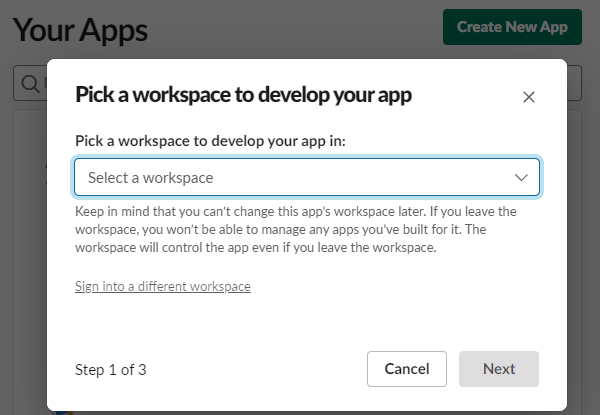 Your Apps
Create New App
Pick a workspace to develop your app
Pick a workspace to develop your app in:
Select a workspace
Keep in mind that you can't change this app's workspace later. If you leave the
workspace, you won't be able to manage any apps you've built for it. The
workspace will control the app even if you leave the workspace.
Sign into a different workspace
Step 1 of 3
Cancel
Next